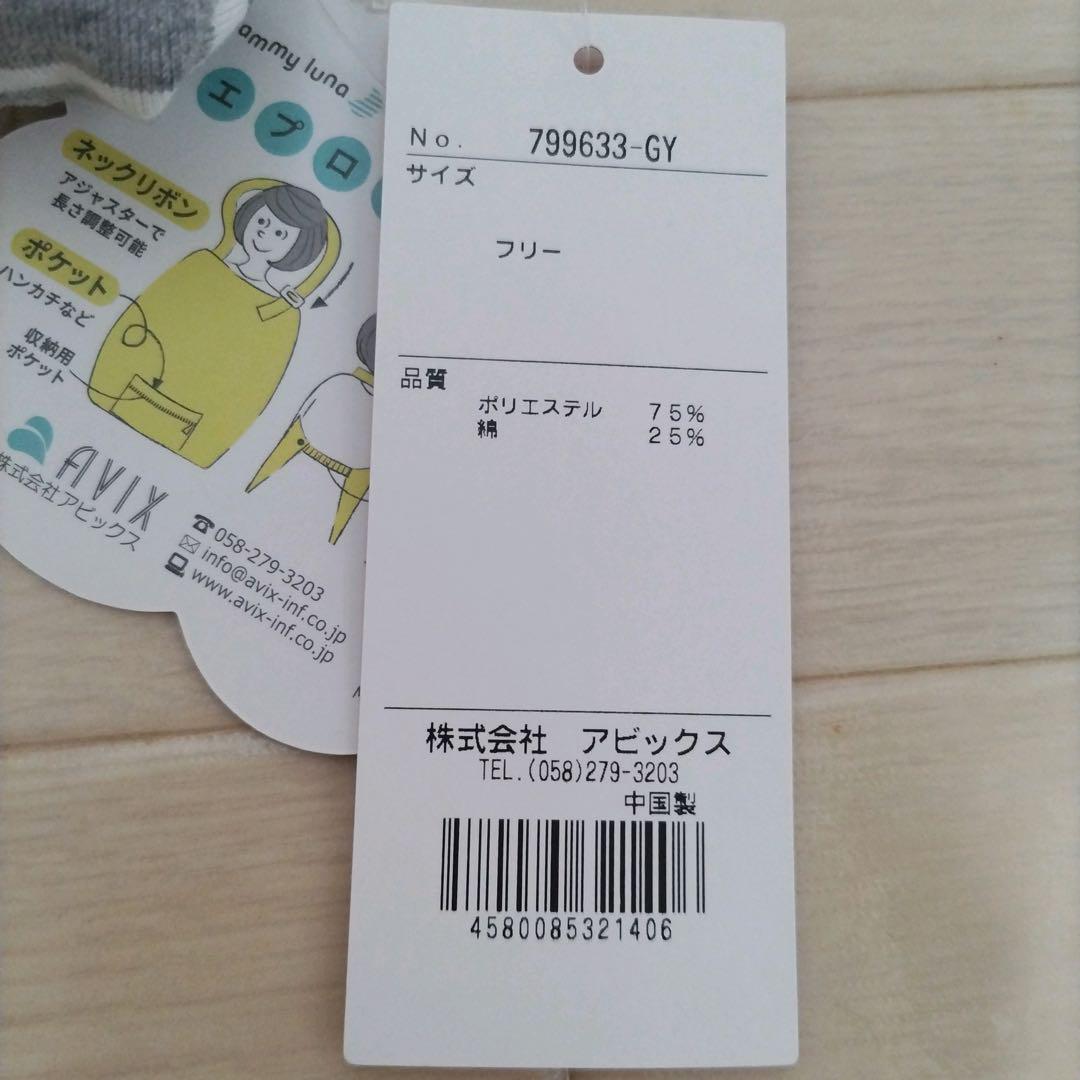 ammy luna
エプロ
ネックリボン
アジャスターで
長さ調整可能
ポケット
ハンカチなど
収納用
ポケット
AVIX
株式会社アビックス
☎058-279-3203
info@avix-inf.co.jp
www.avix-inf.co.jp
No. 799633-GY
サイズ
フリー
品質
ポリエステル 75%
綿 25%
株式会社 アビックス
TEL.(058)279-3203
中国製
4580085321406